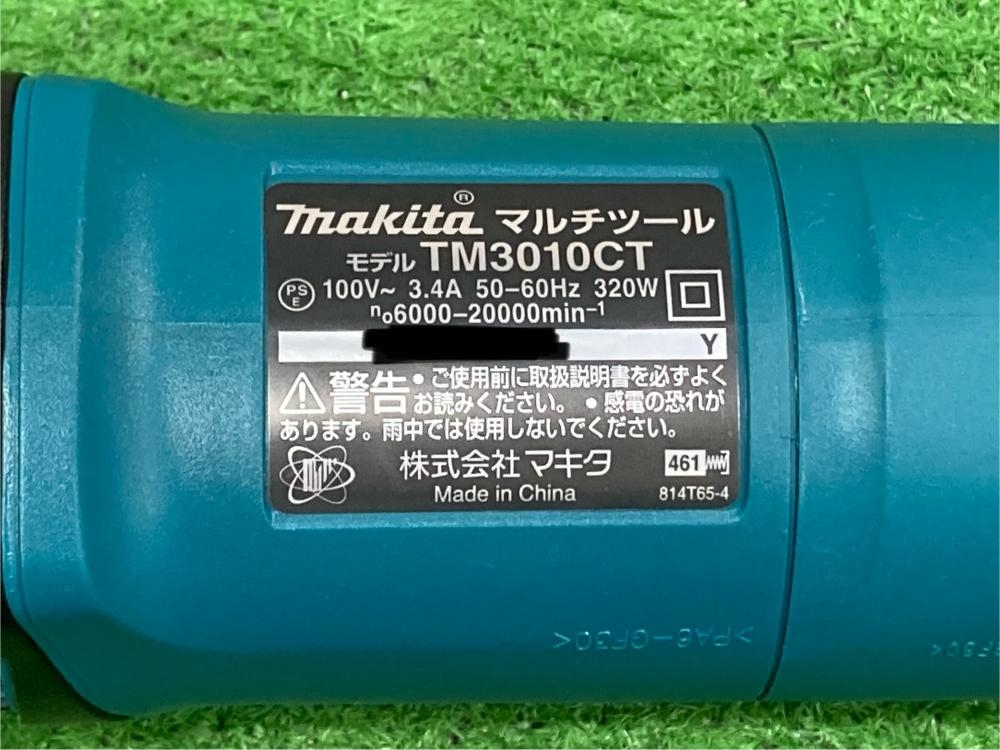 makita® マルチツール
モデル TM3010CT
PS E 100V~ 3.4A 50-60Hz 320W
n₀6000-20000min⁻¹
Y
警告 • ご使用前に取扱説明書を必ずよく
お読みください。 • 感電の恐れが
あります。雨中では使用しないでください。
株式会社 マキタ 461
Made in China 814T65-4
>PA6-GF30<